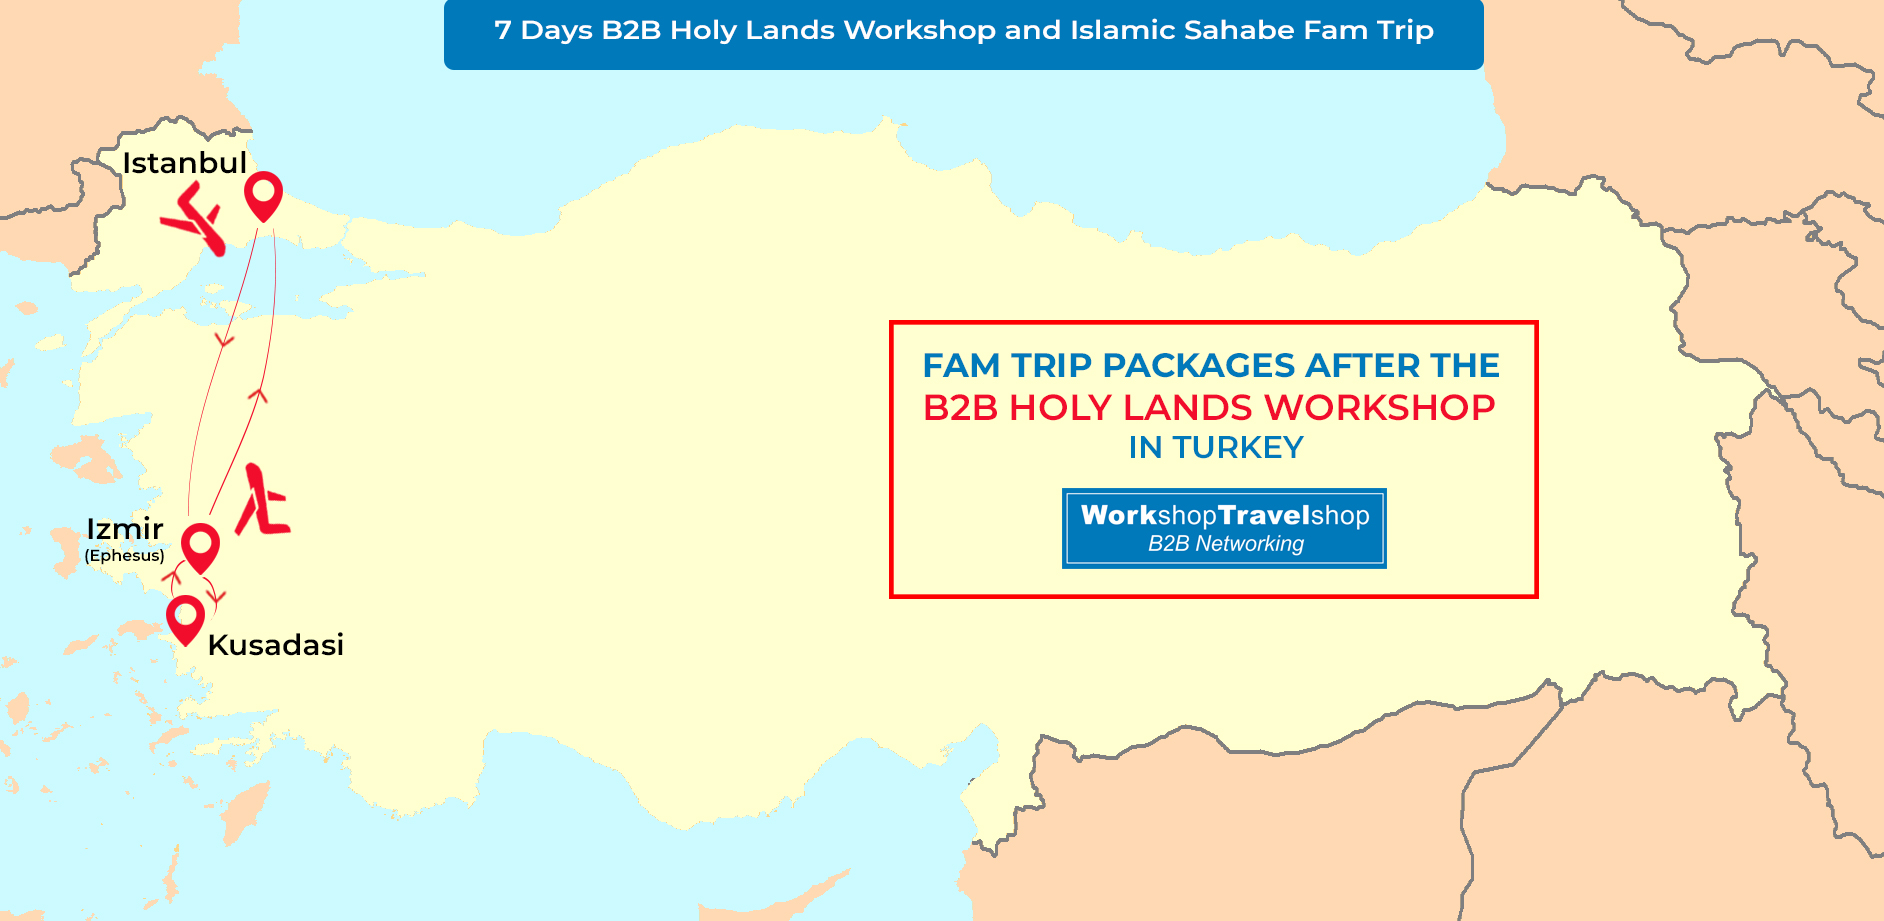 7 Days B2B Holy Lands Workshop and Islamic Sahabe Fam Trip
Istanbul
FAM TRIP PACKAGES AFTER THE
B2B HOLY LANDS WORKSHOP
IN TURKEY
WorkshopTravelshop
B2B Networking
Izmir
(Ephesus)
Kusadasi